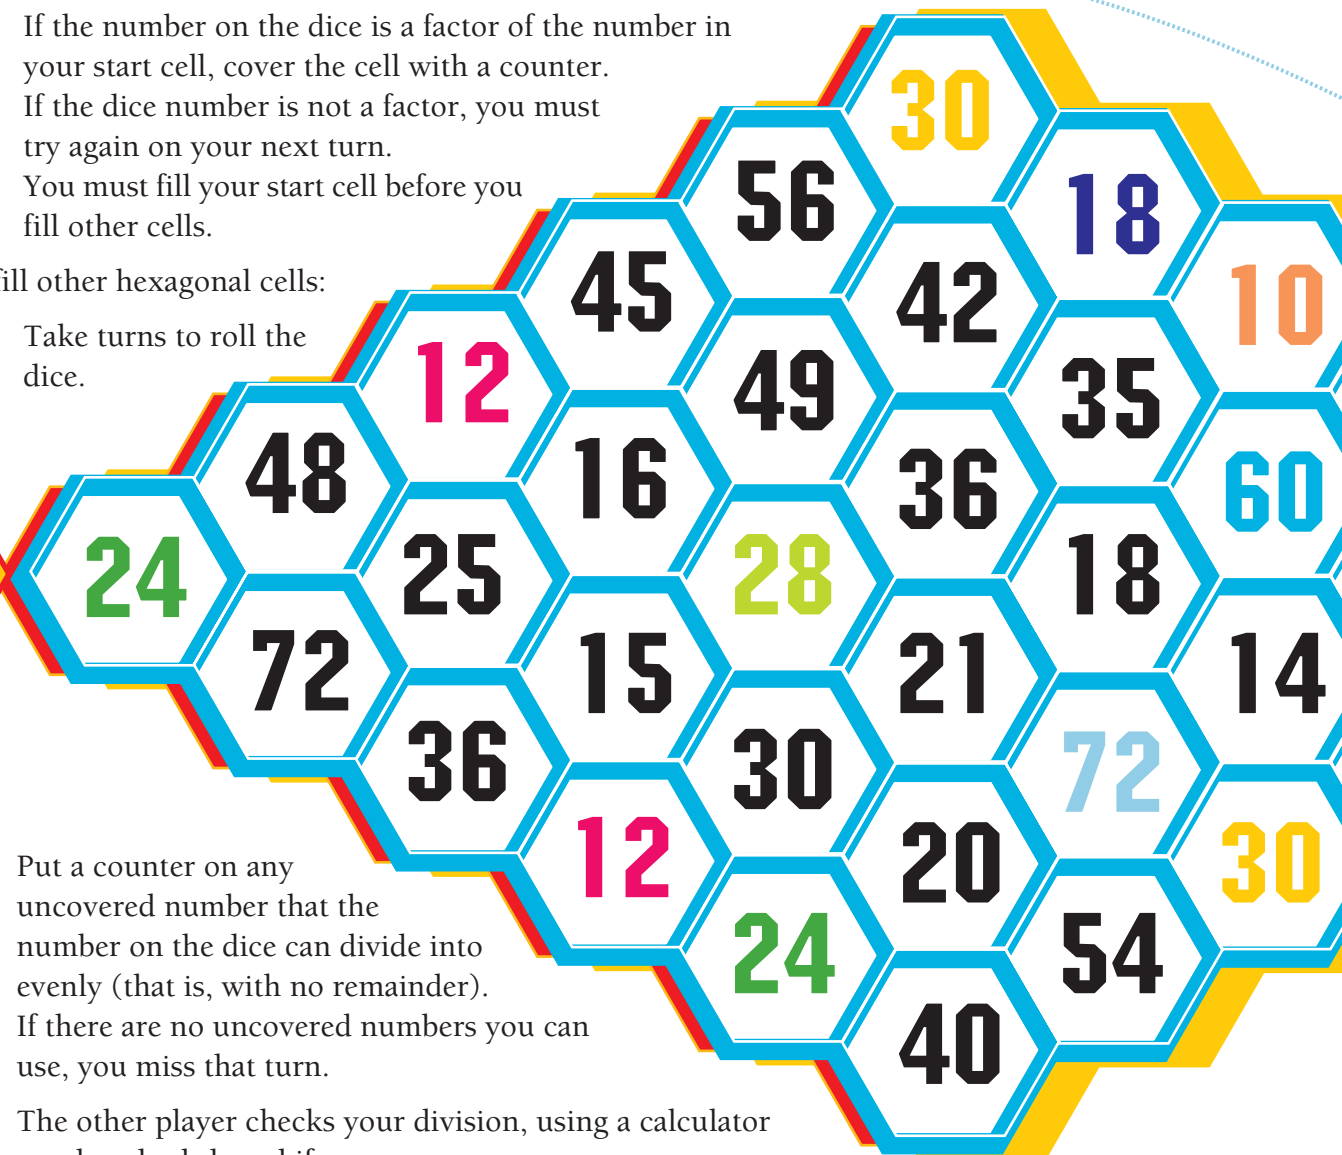 If the number on the dice is a factor of the number in
your start cell, cover the cell with a counter.
If the dice number is not a factor, you must
try again on your next turn.
You must fill your start cell before you
fill other cells.
fill other hexagonal cells:
Take turns to roll the
dice.
30
56
18
45
42
10
12
49
35
48
16
36
60
24
25
28
18
72
15
21
14
36
30
72
12
20
30
24
54
40
Put a counter on any
uncovered number that the
number on the dice can divide into
evenly (that is, with no remainder).
If there are no uncovered numbers you can
use, you miss that turn.
The other player checks your division, using a calculator